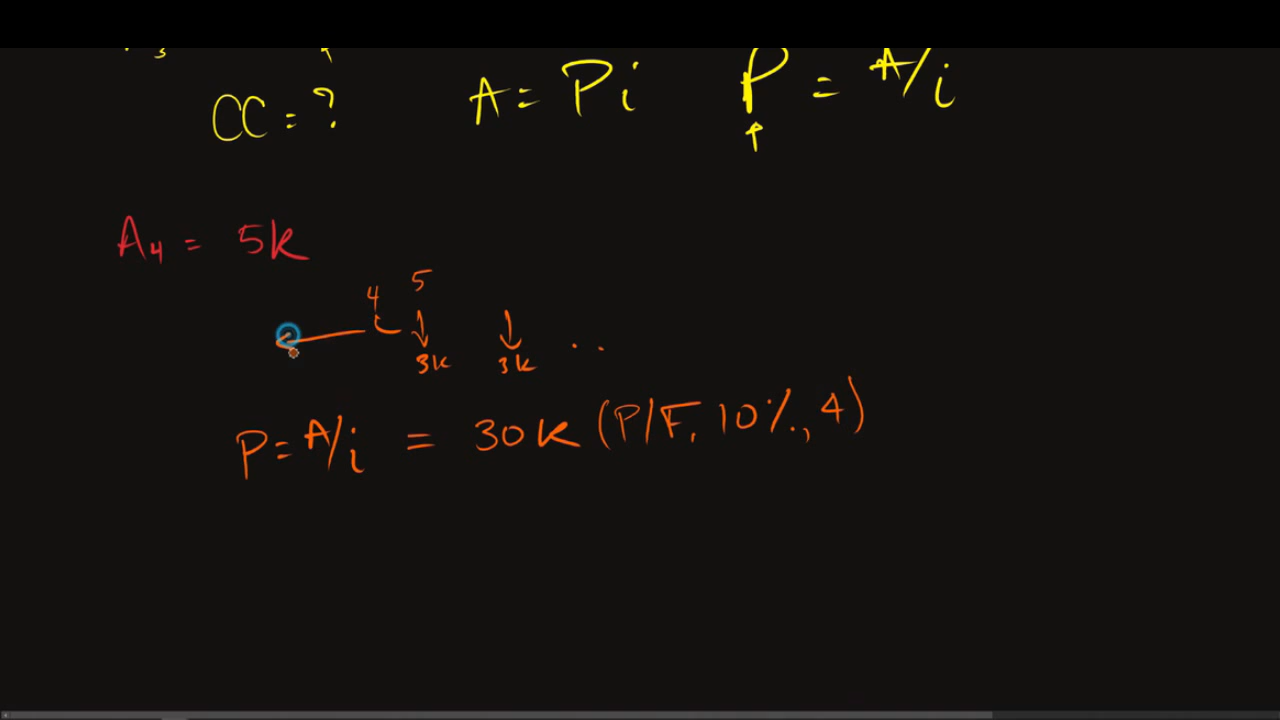 CC = ? A = Pi P = A/i
A4 = 5k
4 5
3k 3k ..
P = A/i = 30k (P/F, 10%, 4)